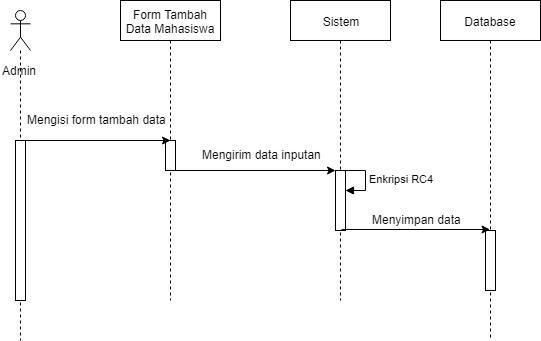 Form Tambah
Data Mahasiswa
Sistem
Database
Admin
Mengisi form tambah data
Mengirim data inputan
Enkripsi RC4
Menyimpan data